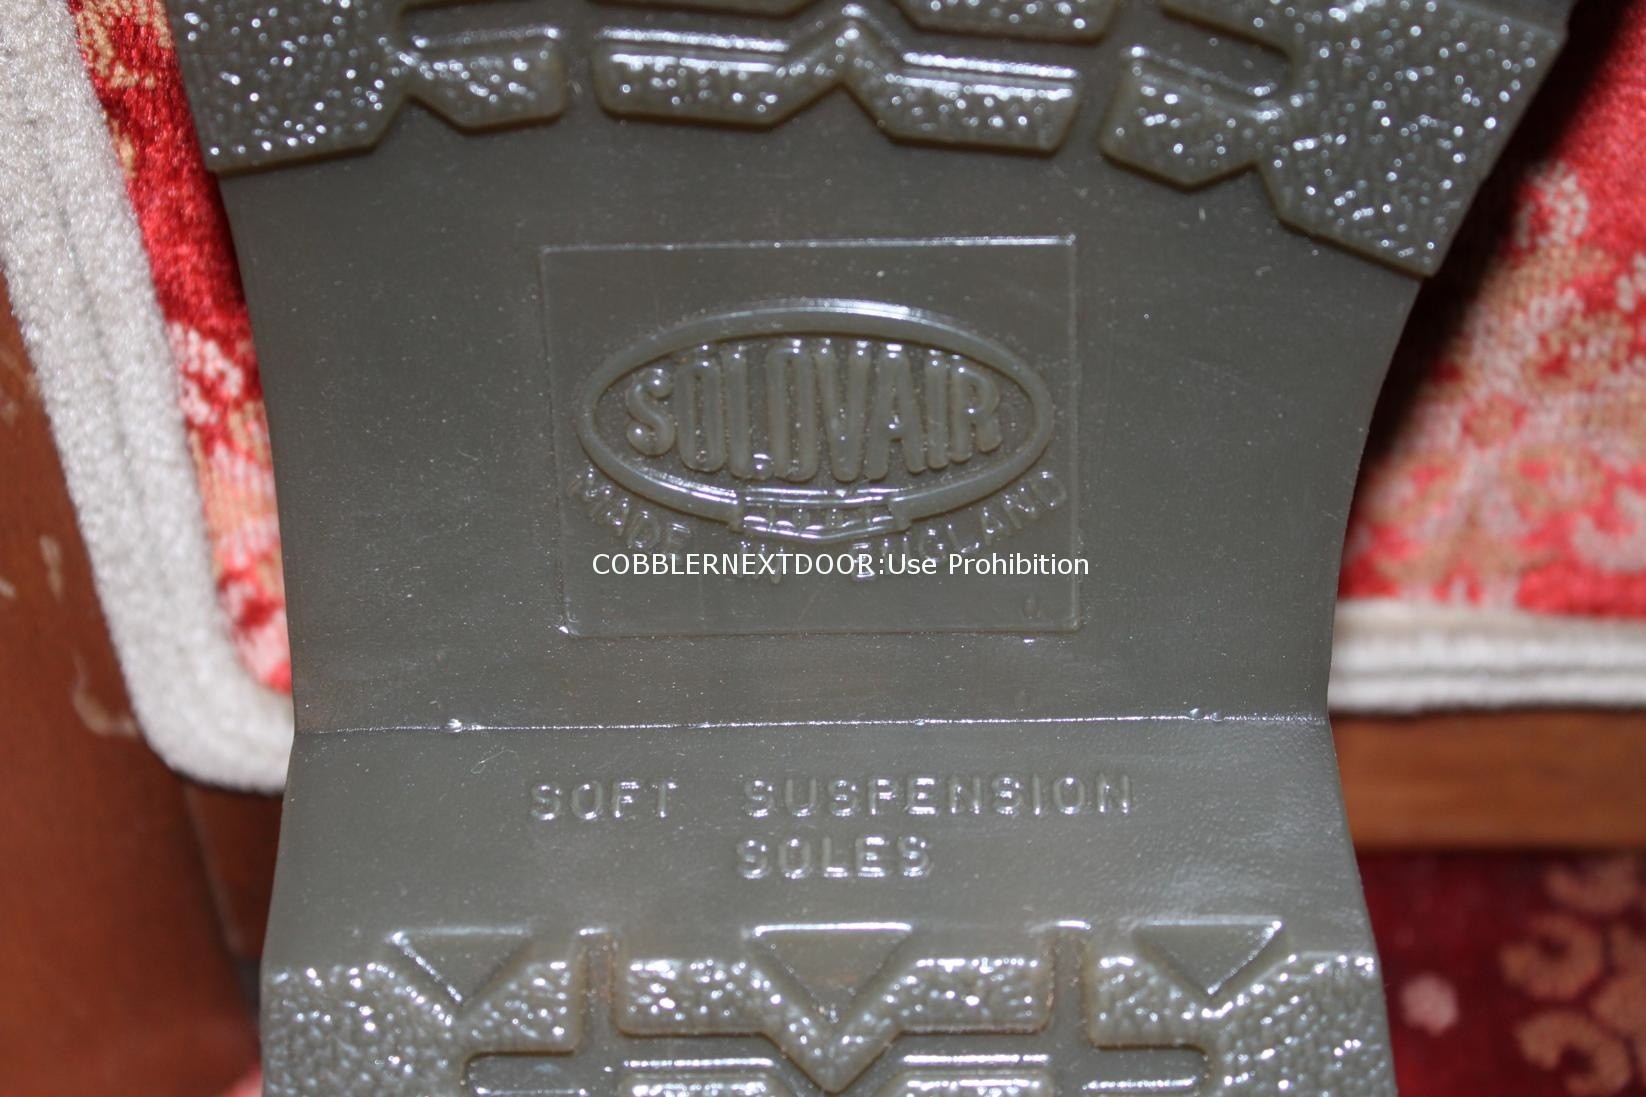 SOLOVAIR
MADE IN ENGLAND
COBBLERNEXTDOOR:Use Prohibition
SOFT SUSPENSION
SOLES